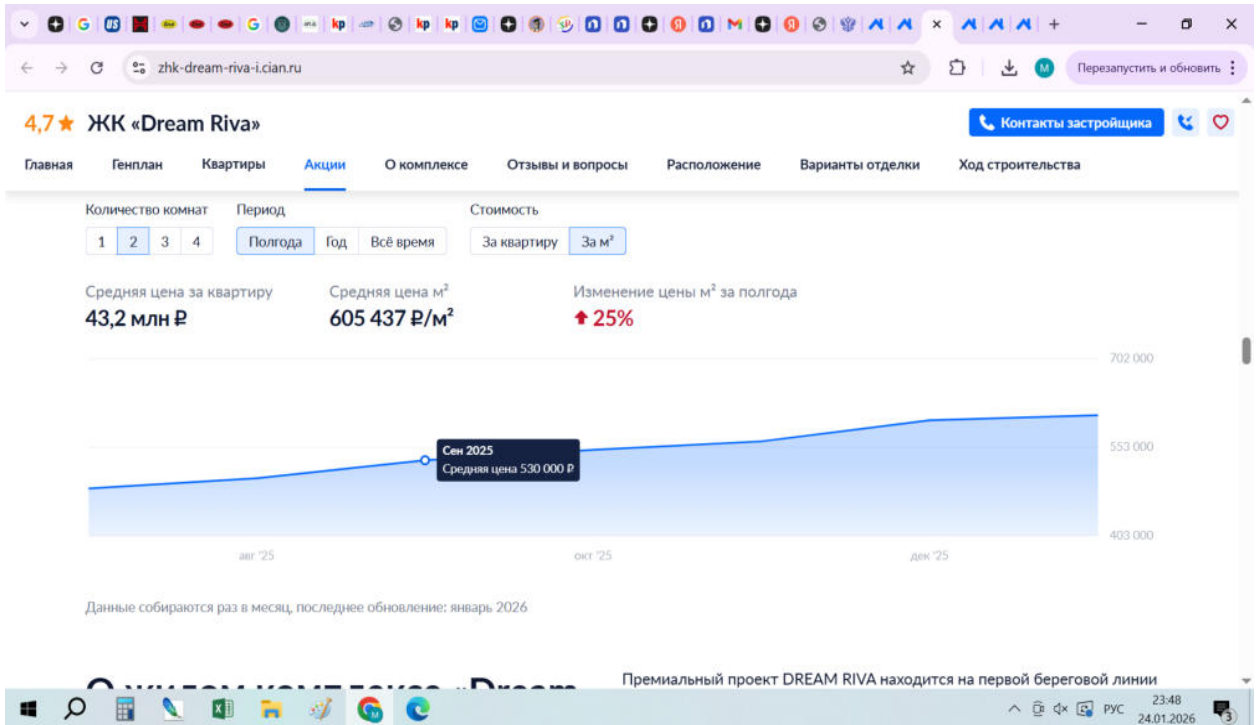 zhk-dream-riva-i.cian.ru
Перезапустить и обновить
4,7 ЖК «Dream Riva»
Контакты застройщика
Главная Генплан Квартиры Акции О комплексе Отзывы и вопросы Расположение Варианты отделки Ход строительства
Количество комнат Период Стоимость
1 2 3 4 Полгода Год Всё время За квартиру За м²
Средняя цена за квартиру Средняя цена м² Изменение цены м² за полгода
43,2 млн ₽ 605 437 ₽/м² 25%
702 000
Сен 2025
Средняя цена 530 000 ₽
553 000
403 000
авг '25 окт '25 дек '25
Данные собираются раз в месяц, последнее обновление: январь 2026
Премиальный проект DREAM RIVA находится на первой береговой линии
О жилом комплексе «Dream
РУС
23:48
24.01.2026